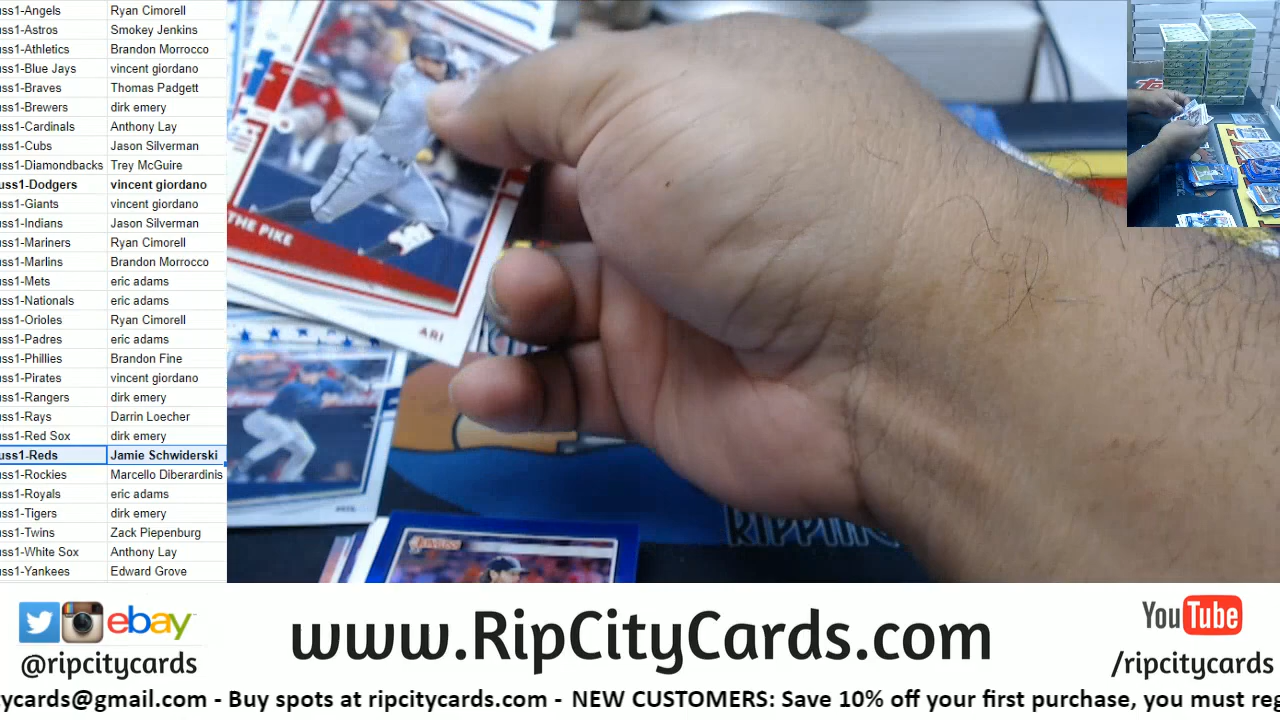 uss1-Angels Ryan Cimorell
uss1-Astros Smokey Jenkins
uss1-Athletics Brandon Morrocco
uss1-Blue Jays vincent giordano
uss1-Braves Thomas Padgett
uss1-Brewers dirk emery
uss1-Cardinals Anthony Lay
uss1-Cubs Jason Silverman
uss1-Diamondbacks Trey McGuire
uss1-Dodgers vincent giordano
uss1-Giants vincent giordano
uss1-Indians Jason Silverman
uss1-Mariners Ryan Cimorell
uss1-Marlins Brandon Morrocco
uss1-Mets eric adams
uss1-Nationals eric adams
uss1-Orioles Ryan Cimorell
uss1-Padres eric adams
uss1-Phillies Brandon Fine
uss1-Pirates vincent giordano
uss1-Rangers dirk emery
uss1-Rays Darrin Loecher
uss1-Red Sox dirk emery
uss1-Reds Jamie Schwiderski
uss1-Rockies Marcello Diberardinis
uss1-Royals eric adams
uss1-Tigers dirk emery
uss1-Twins Zack Piepenburg
uss1-White Sox Anthony Lay
uss1-Yankees Edward Grove
THE PIKE
ARI
RIPPING
ebay
@ripcitycards
www.RipCityCards.com
YouTube
/ripcitycards
tycards@gmail.com - Buy spots at ripcitycards.com - NEW CUSTOMERS: Save 10% off your first purchase, you must reg